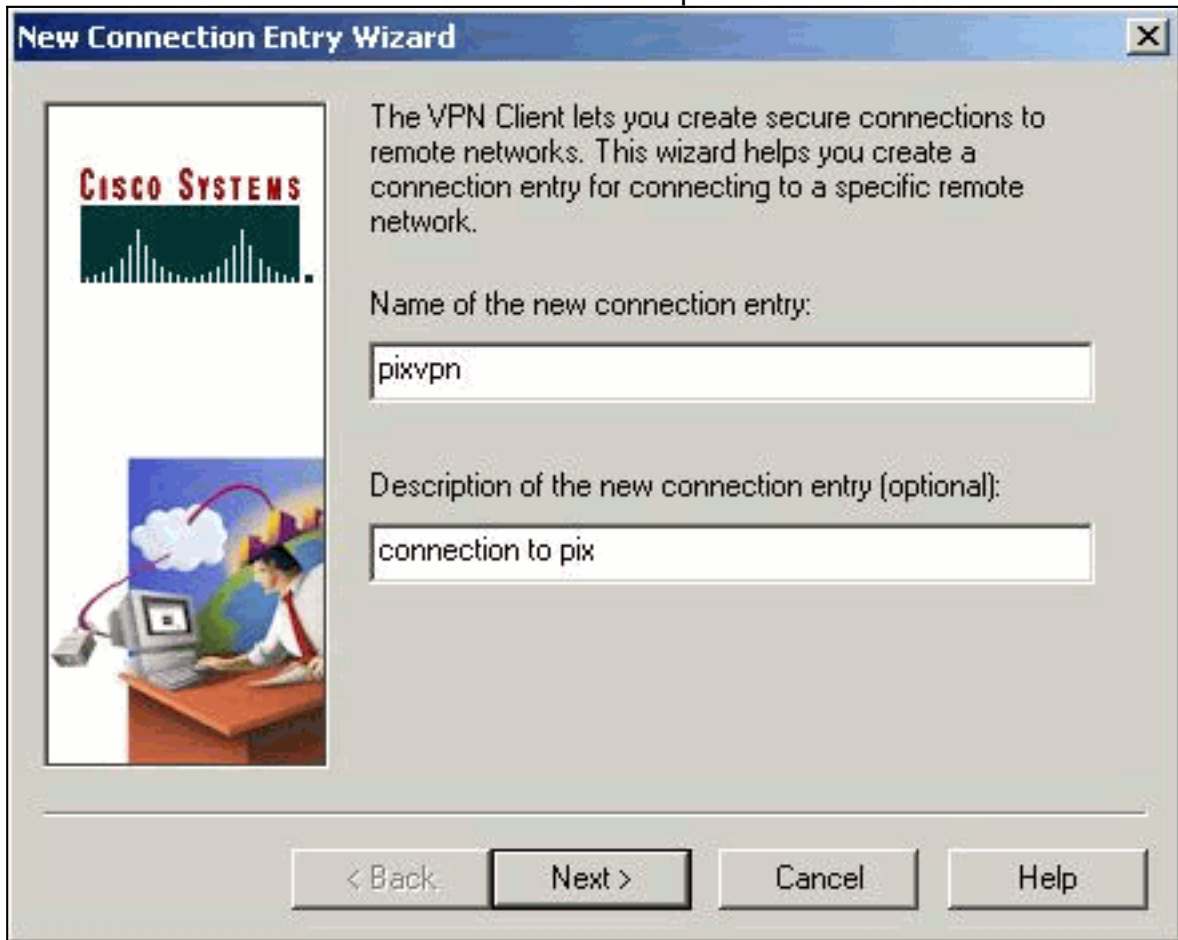 New Connection Entry Wizard
CISCO SYSTEMS
The VPN Client lets you create secure connections to
remote networks. This wizard helps you create a
connection entry for connecting to a specific remote
network.
Name of the new connection entry:
pixvpn
Description of the new connection entry (optional):
connection to pix
< Back
Next >
Cancel
Help